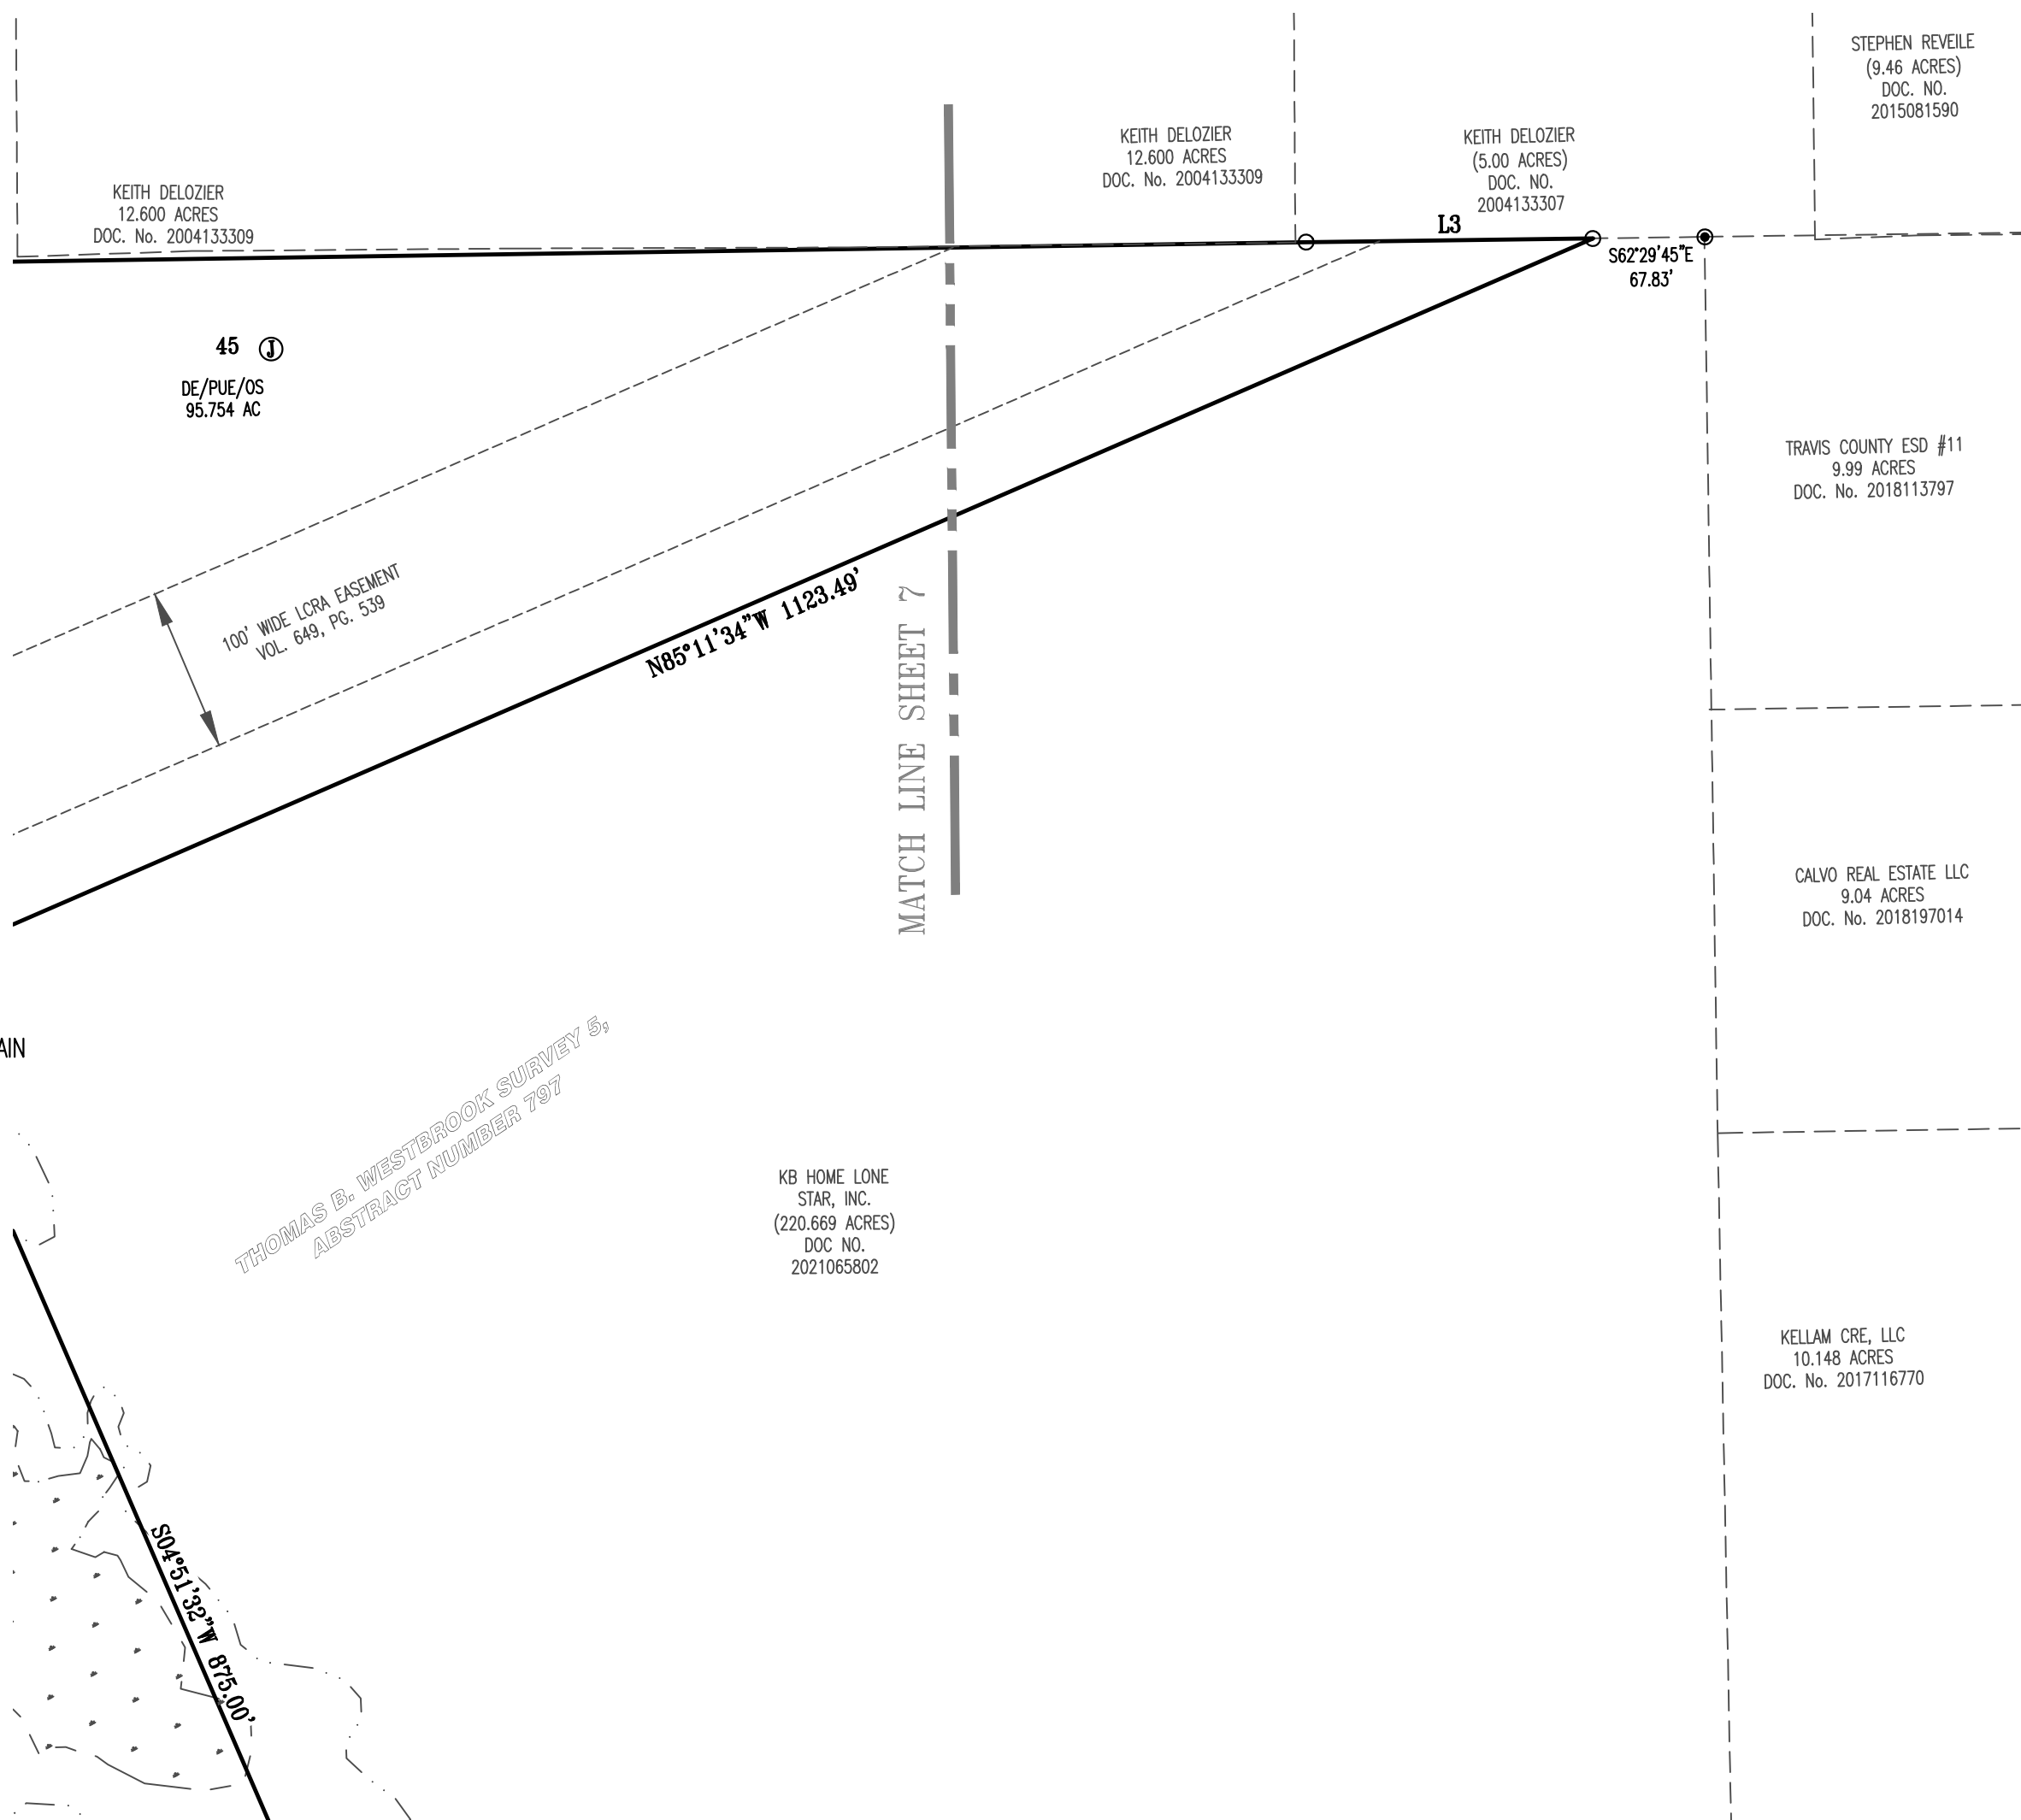 STEPHEN REVEILE
(9.46 ACRES)
DOC. NO.
2015081590
KEITH DELOZIER
12.600 ACRES
DOC. No. 2004133309
KEITH DELOZIER
(5.00 ACRES)
DOC. NO.
2004133307
KEITH DELOZIER
12.600 ACRES
DOC. No. 2004133309
L3
S62°29'45"E
67.83'
45 J
DE/PUE/OS
95.754 AC
TRAVIS COUNTY ESD #11
9.99 ACRES
DOC. No. 2018113797
100' WIDE LCRA EASEMENT
VOL. 649, PG. 539
N85°11'34"W 1123.49'
MATCH LINE SHEET 7
CALVO REAL ESTATE LLC
9.04 ACRES
DOC. No. 2018197014
AIN
THOMAS B. WESTBROOK SURVEY 5,
ABSTRACT NUMBER 797
KB HOME LONE
STAR, INC.
(220.669 ACRES)
DOC NO.
2021065802
KELLAM CRE, LLC
10.148 ACRES
DOC. No. 2017116770
S04°51'32"W 875.00'